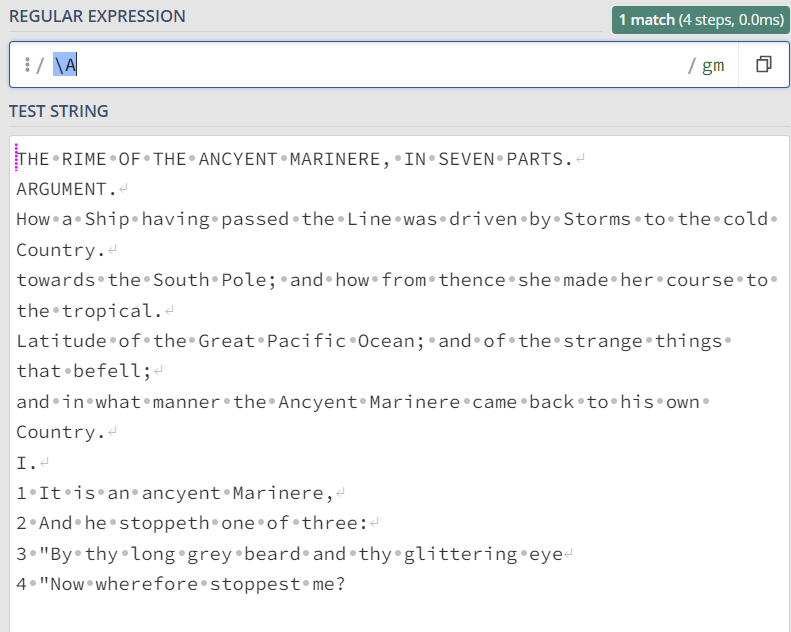 REGULAR EXPRESSION
1 match (4 steps, 0.0ms)
/ \A / gm
TEST STRING
THE RIME OF THE ANCYENT MARINERE, IN SEVEN PARTS.
ARGUMENT.
How a Ship having passed the Line was driven by Storms to the cold
Country.
towards the South Pole; and how from thence she made her course to
the tropical.
Latitude of the Great Pacific Ocean; and of the strange things
that befell;
and in what manner the Ancyent Marinere came back to his own
Country.
I.
1 It is an ancyent Marinere,
2 And he stoppeth one of three:
3 "By thy long grey beard and thy glittering eye
4 "Now wherefore stoppest me?